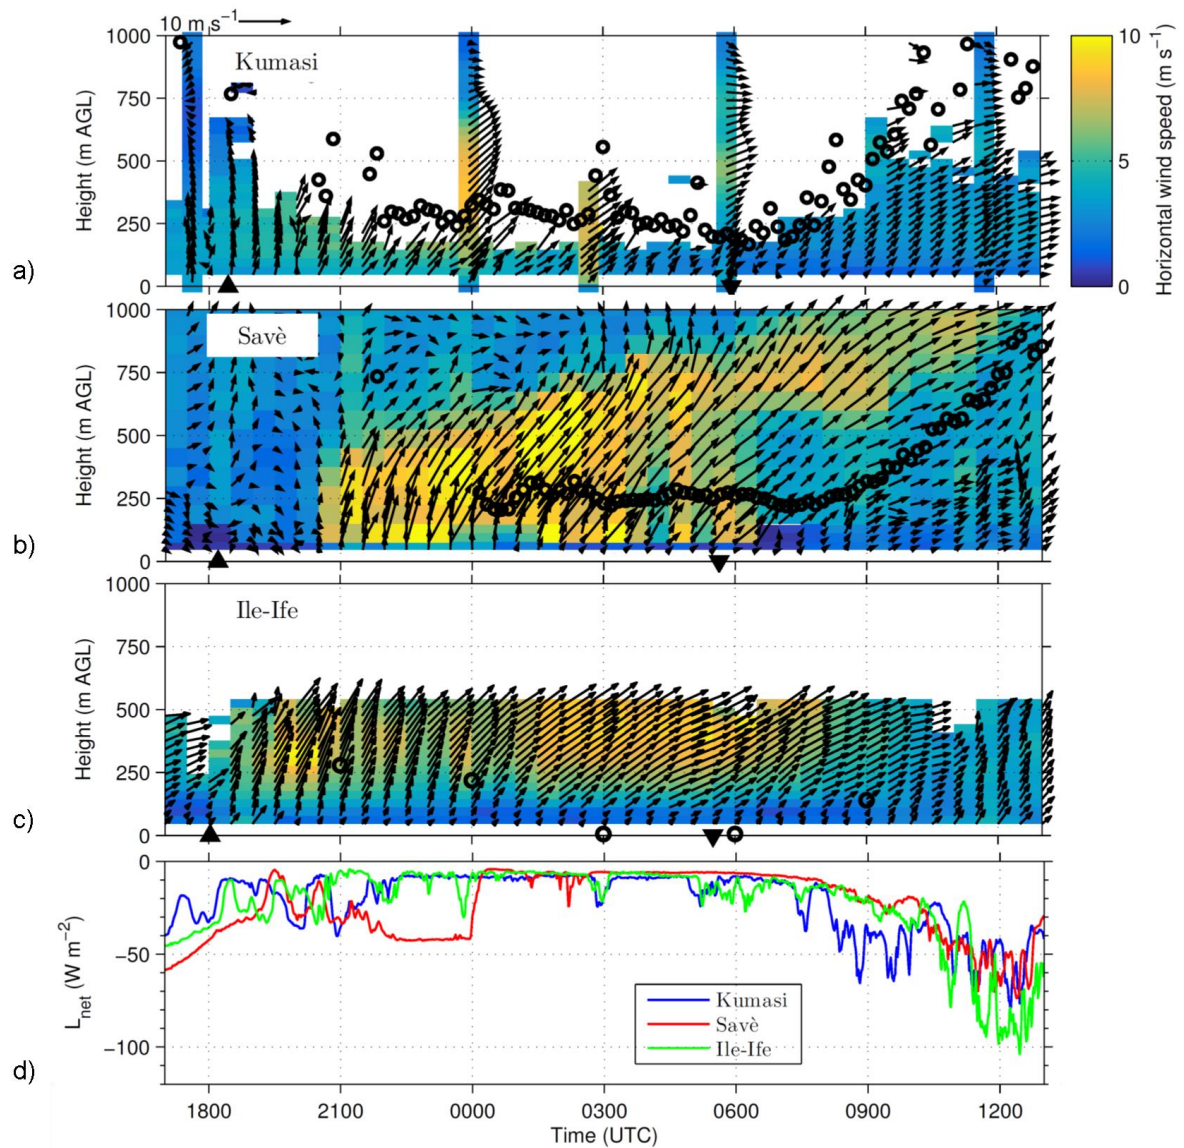 10 m s⁻¹
a)
Kumasi
Height (m AGL)
1000
750
500
250
0
10
5
0
Horizontal wind speed (m s⁻¹)
b)
Savè
Height (m AGL)
1000
750
500
250
0
c)
Ile-Ife
Height (m AGL)
1000
750
500
250
0
d)
L_net (W m⁻²)
0
−50
−100
Kumasi
Savè
Ile-Ife
1800 2100 0000 0300 0600 0900 1200
Time (UTC)